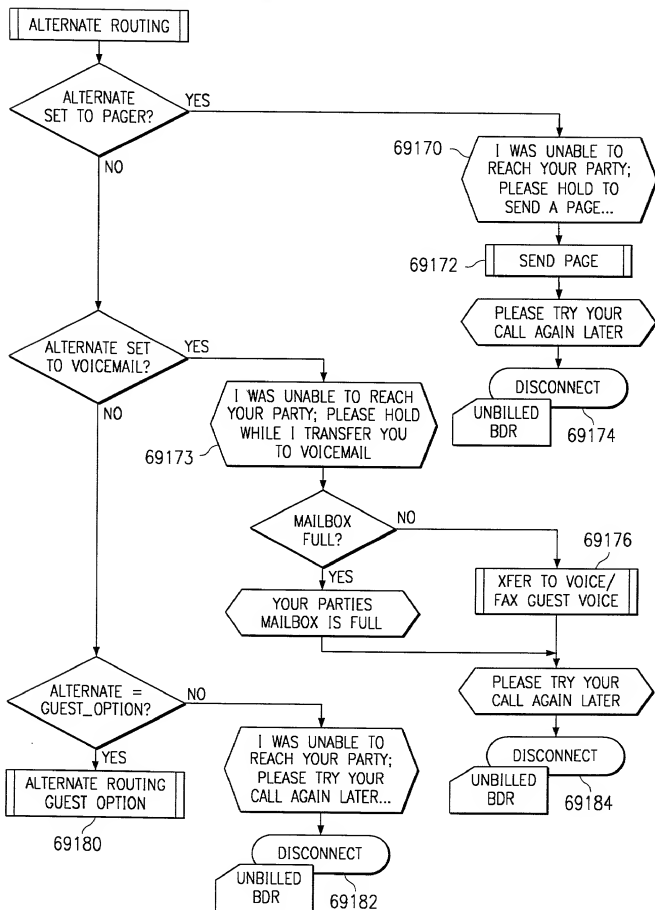 ALTERNATE ROUTING
ALTERNATE
SET TO PAGER?
YES
NO
69170
I WAS UNABLE TO
REACH YOUR PARTY;
PLEASE HOLD TO
SEND A PAGE...
69172
SEND PAGE
PLEASE TRY YOUR
CALL AGAIN LATER
DISCONNECT
UNBILLED
BDR
69174
ALTERNATE SET
TO VOICEMAIL?
YES
NO
I WAS UNABLE TO REACH
YOUR PARTY; PLEASE HOLD
WHILE I TRANSFER YOU
TO VOICEMAIL
69173
MAILBOX
FULL?
NO
YES
69176
XFER TO VOICE/
FAX GUEST VOICE
YOUR PARTIES
MAILBOX IS FULL
PLEASE TRY YOUR
CALL AGAIN LATER
DISCONNECT
UNBILLED
BDR
69184
ALTERNATE =
GUEST_OPTION?
NO
YES
ALTERNATE ROUTING
GUEST OPTION
69180
I WAS UNABLE TO
REACH YOUR PARTY;
PLEASE TRY YOUR
CALL AGAIN LATER...
DISCONNECT
UNBILLED
BDR
69182